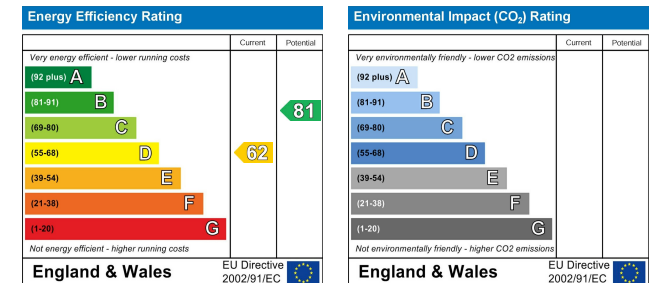 Energy Efficiency Rating
Current Potential
Very energy efficient - lower running costs
(92 plus) A
(81-91) B
(69-80) C
(55-68) D
(39-54) E
(21-38) F
(1-20) G
62
81
Not energy efficient - higher running costs
England & Wales
EU Directive
2002/91/EC
Environmental Impact (CO₂) Rating
Current Potential
Very environmentally friendly - lower CO2 emissions
(92 plus) A
(81-91) B
(69-80) C
(55-68) D
(39-54) E
(21-38) F
(1-20) G
Not environmentally friendly - higher CO2 emissions
England & Wales
EU Directive
2002/91/EC